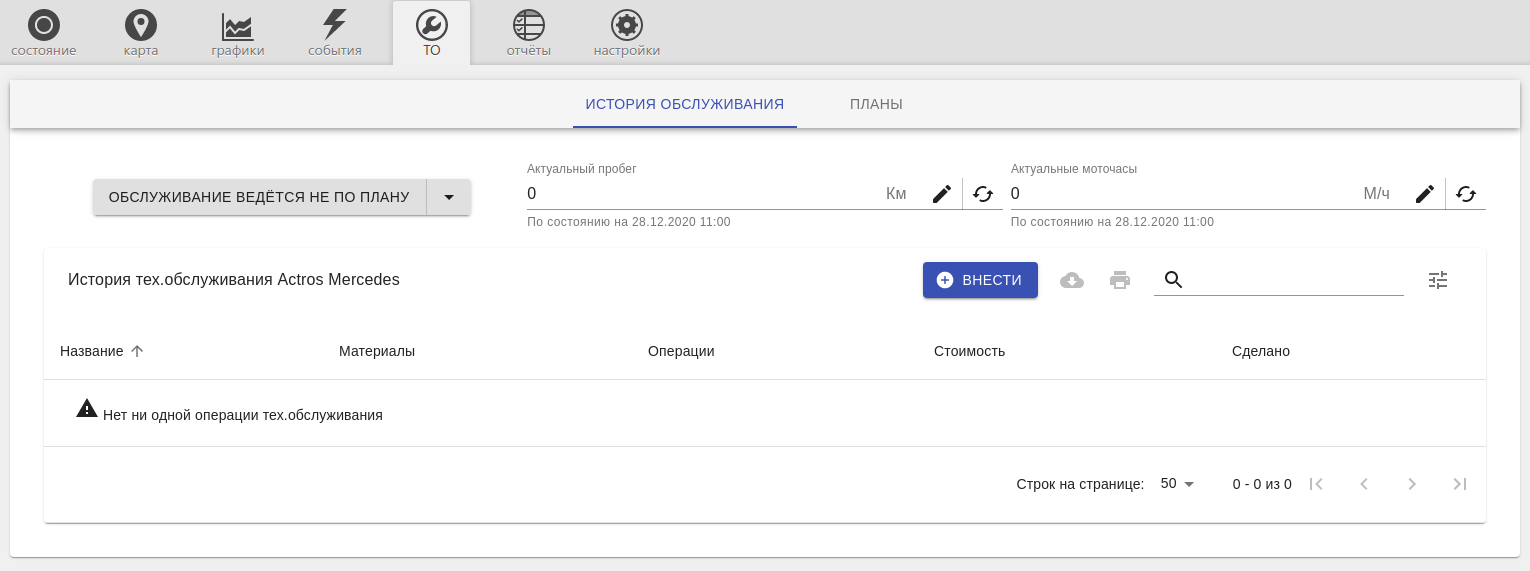 состояние карта графики события ТО отчёты настройки
ИСТОРИЯ ОБСЛУЖИВАНИЯ ПЛАНЫ
Актуальный пробег Актуальные моточасы
ОБСЛУЖИВАНИЕ ВЕДЁТСЯ НЕ ПО ПЛАНУ 0 Км 0 М/ч
По состоянию на 28.12.2020 11:00 По состоянию на 28.12.2020 11:00
История тех.обслуживания Actros Mercedes ВНЕСТИ
Название Материалы Операции Стоимость Сделано
Нет ни одной операции тех.обслуживания
Строк на странице: 50 0 - 0 из 0